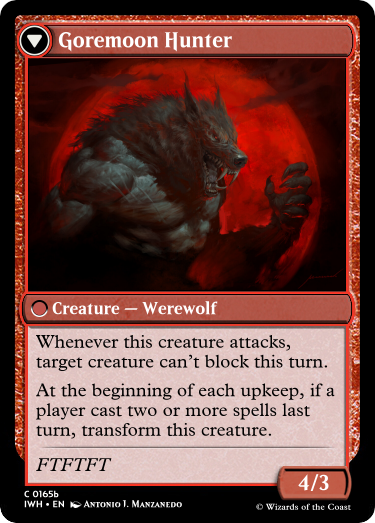 Goremoon Hunter
Creature — Werewolf
Whenever this creature attacks,
target creature can't block this turn.
At the beginning of each upkeep, if a
player cast two or more spells last
turn, transform this creature.
FTFTFT
4/3
C 0165b
IWH • EN Antonio J. Manzanedo
© Wizards of the Coast